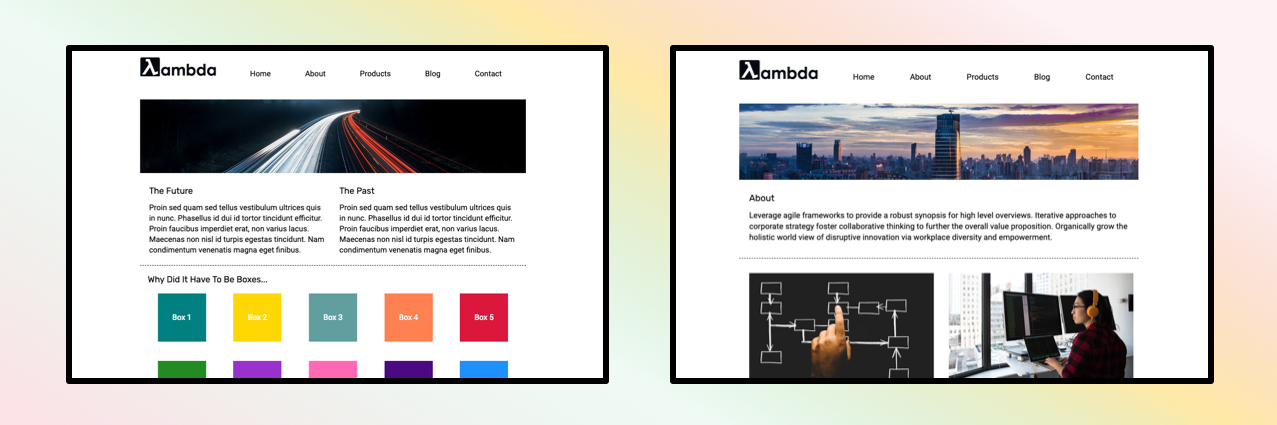 λambda
Home About Products Blog Contact
The Future
Proin sed quam sed tellus vestibulum ultrices quis
in nunc. Phasellus id dui id tortor tincidunt efficitur.
Proin faucibus imperdiet erat, non varius lacus.
Maecenas non nisl id turpis egestas tincidunt. Nam
condimentum venenatis magna eget finibus.
The Past
Proin sed quam sed tellus vestibulum ultrices quis
in nunc. Phasellus id dui id tortor tincidunt efficitur.
Proin faucibus imperdiet erat, non varius lacus.
Maecenas non nisl id turpis egestas tincidunt. Nam
condimentum venenatis magna eget finibus.
Why Did It Have To Be Boxes...
Box 1 Box 2 Box 3 Box 4 Box 5
λambda
Home About Products Blog Contact
About
Leverage agile frameworks to provide a robust synopsis for high level overviews. Iterative approaches to
corporate strategy foster collaborative thinking to further the overall value proposition. Organically grow the
holistic world view of disruptive innovation via workplace diversity and empowerment.